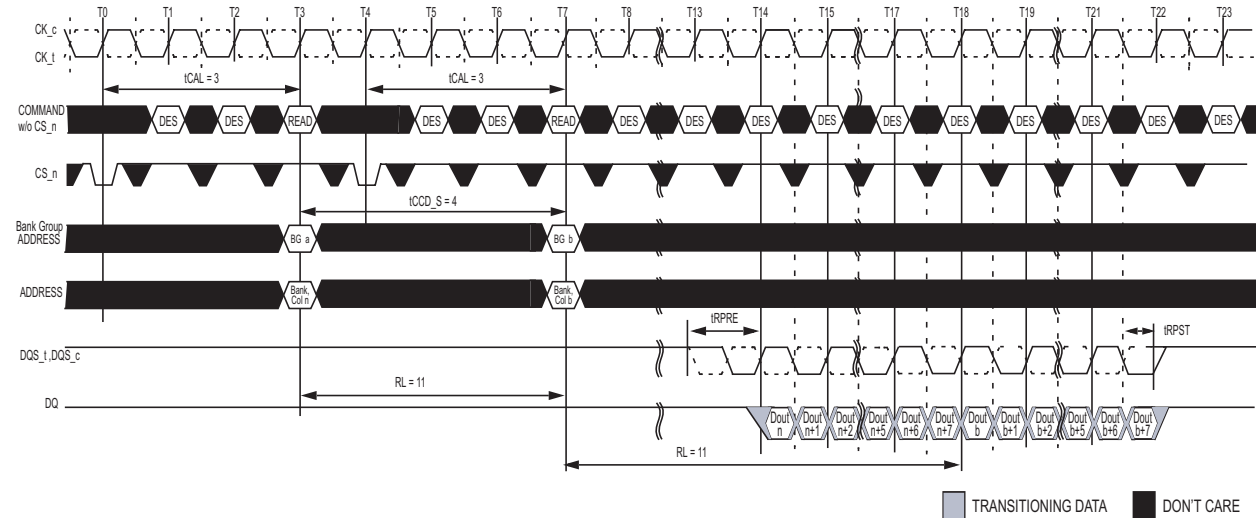 T0 T1 T2 T3 T4 T5 T6 T7 T8 T13 T14 T15 T17 T18 T19 T21 T22 T23
CK_c
CK_t
tCAL = 3 tCAL = 3
COMMAND
w/o CS_n
DES DES READ DES DES READ DES DES DES DES DES DES DES DES DES DES
CS_n
tCCD_S = 4
Bank Group
ADDRESS
BG a BG b
ADDRESS
Bank,
Col n
Bank,
Col b
tRPRE tRPST
DQS_t ,DQS_c
RL = 11
DQ
Dout
n
Dout
n+1
Dout
n+2
Dout
n+5
Dout
n+6
Dout
n+7
Dout
b
Dout
b+1
Dout
b+2
Dout
b+5
Dout
b+6
Dout
b+7
RL = 11
TRANSITIONING DATA DON'T CARE